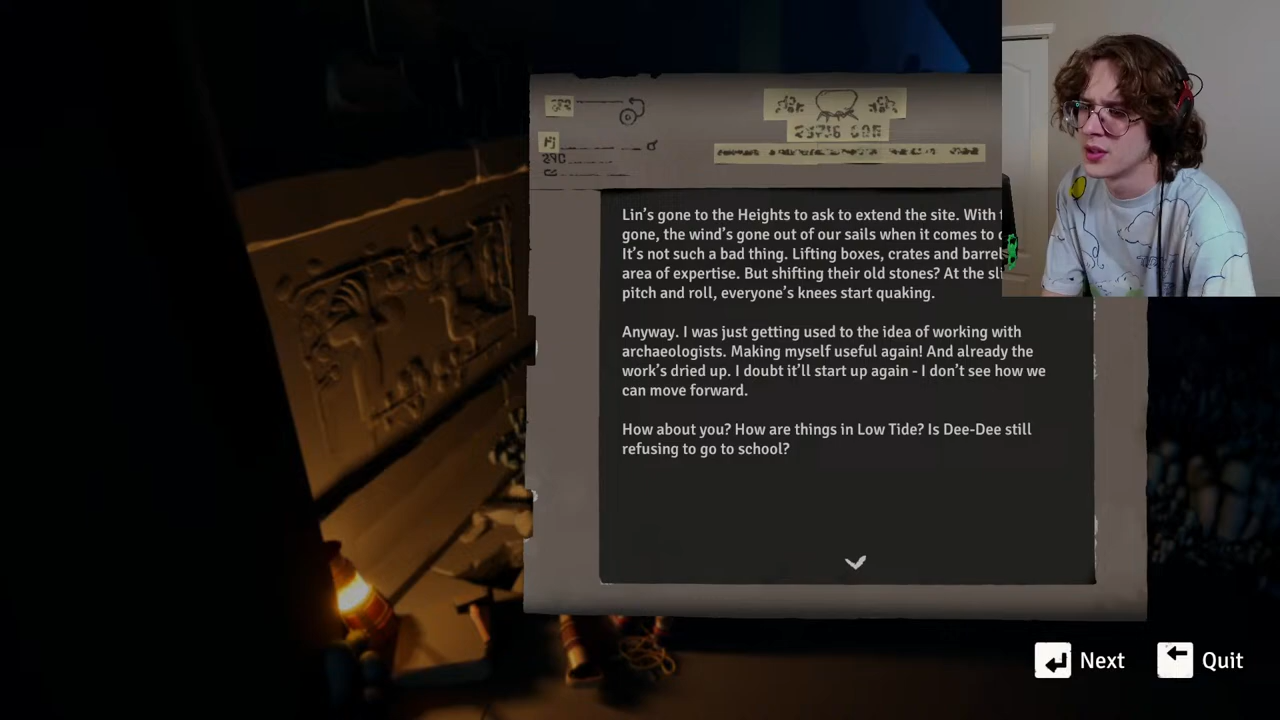 Lin's gone to the Heights to ask to extend the site. With
gone, the wind's gone out of our sails when it comes to
It's not such a bad thing. Lifting boxes, crates and
area of expertise. But shifting their old stones? At the
pitch and roll, everyone's knees start quaking.
Anyway. I was just getting used to the idea of working with
archaeologists. Making myself useful again! And already the
work's dried up. I doubt it'll start up again - I don't see how we
can move forward.
How about you? How are things in Low Tide? Is Dee-Dee still
refusing to go to school?
Next
Quit